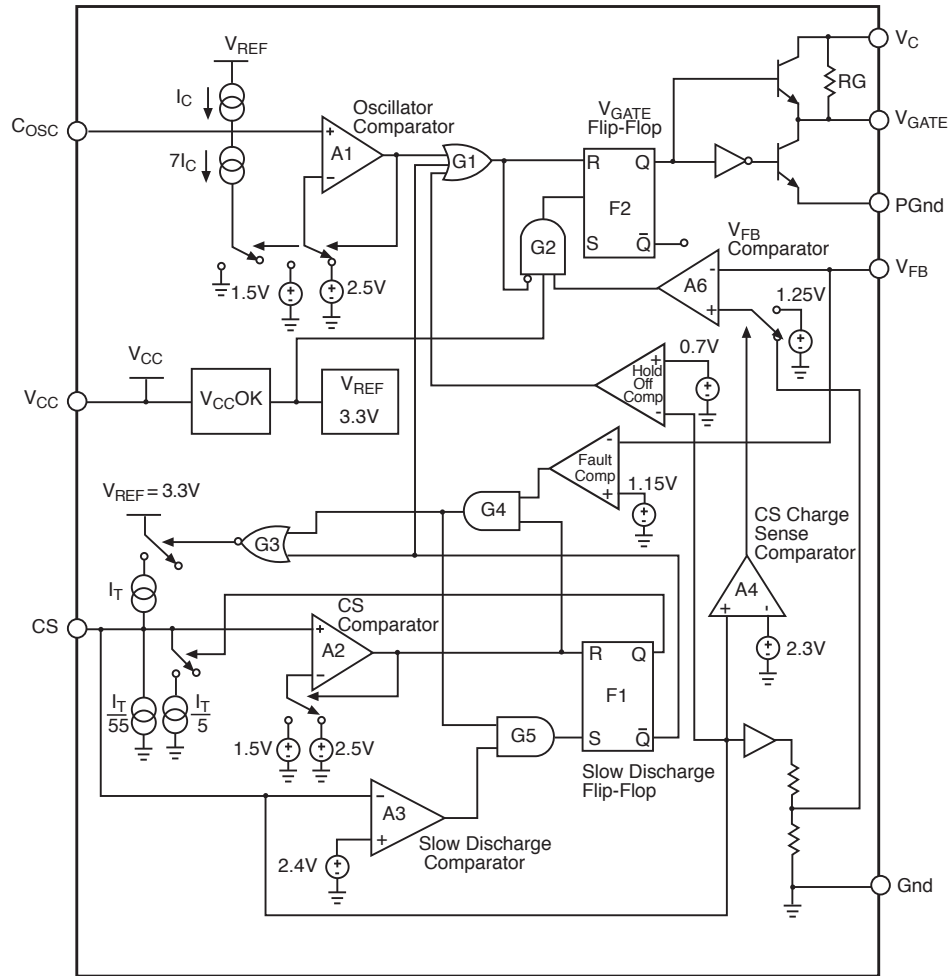 V_REF
I_C
C_OSC
7I_C
1.5V
2.5V
Oscillator
Comparator
+
A1
−
G1
V_GATE
Flip-Flop
R
Q
F2
S
Q̅
G2
V_C
RG
V_GATE
PGnd
V_FB
Comparator
V_FB
-
A6
+
1.25V
V_CC
V_CC
V_CCOK
V_REF
3.3V
+
Hold
Off
Comp
-
0.7V
-
Fault
Comp
+
1.15V
G4
V_REF = 3.3V
G3
I_T
CS
I_T
55
I_T
5
CS
Comparator
+
A2
−
1.5V
2.5V
R
Q
F1
S
Q̅
Slow Discharge
Flip-Flop
G5
CS Charge
Sense
Comparator
A4
+
-
2.3V
−
A3
+
2.4V
Slow Discharge
Comparator
Gnd